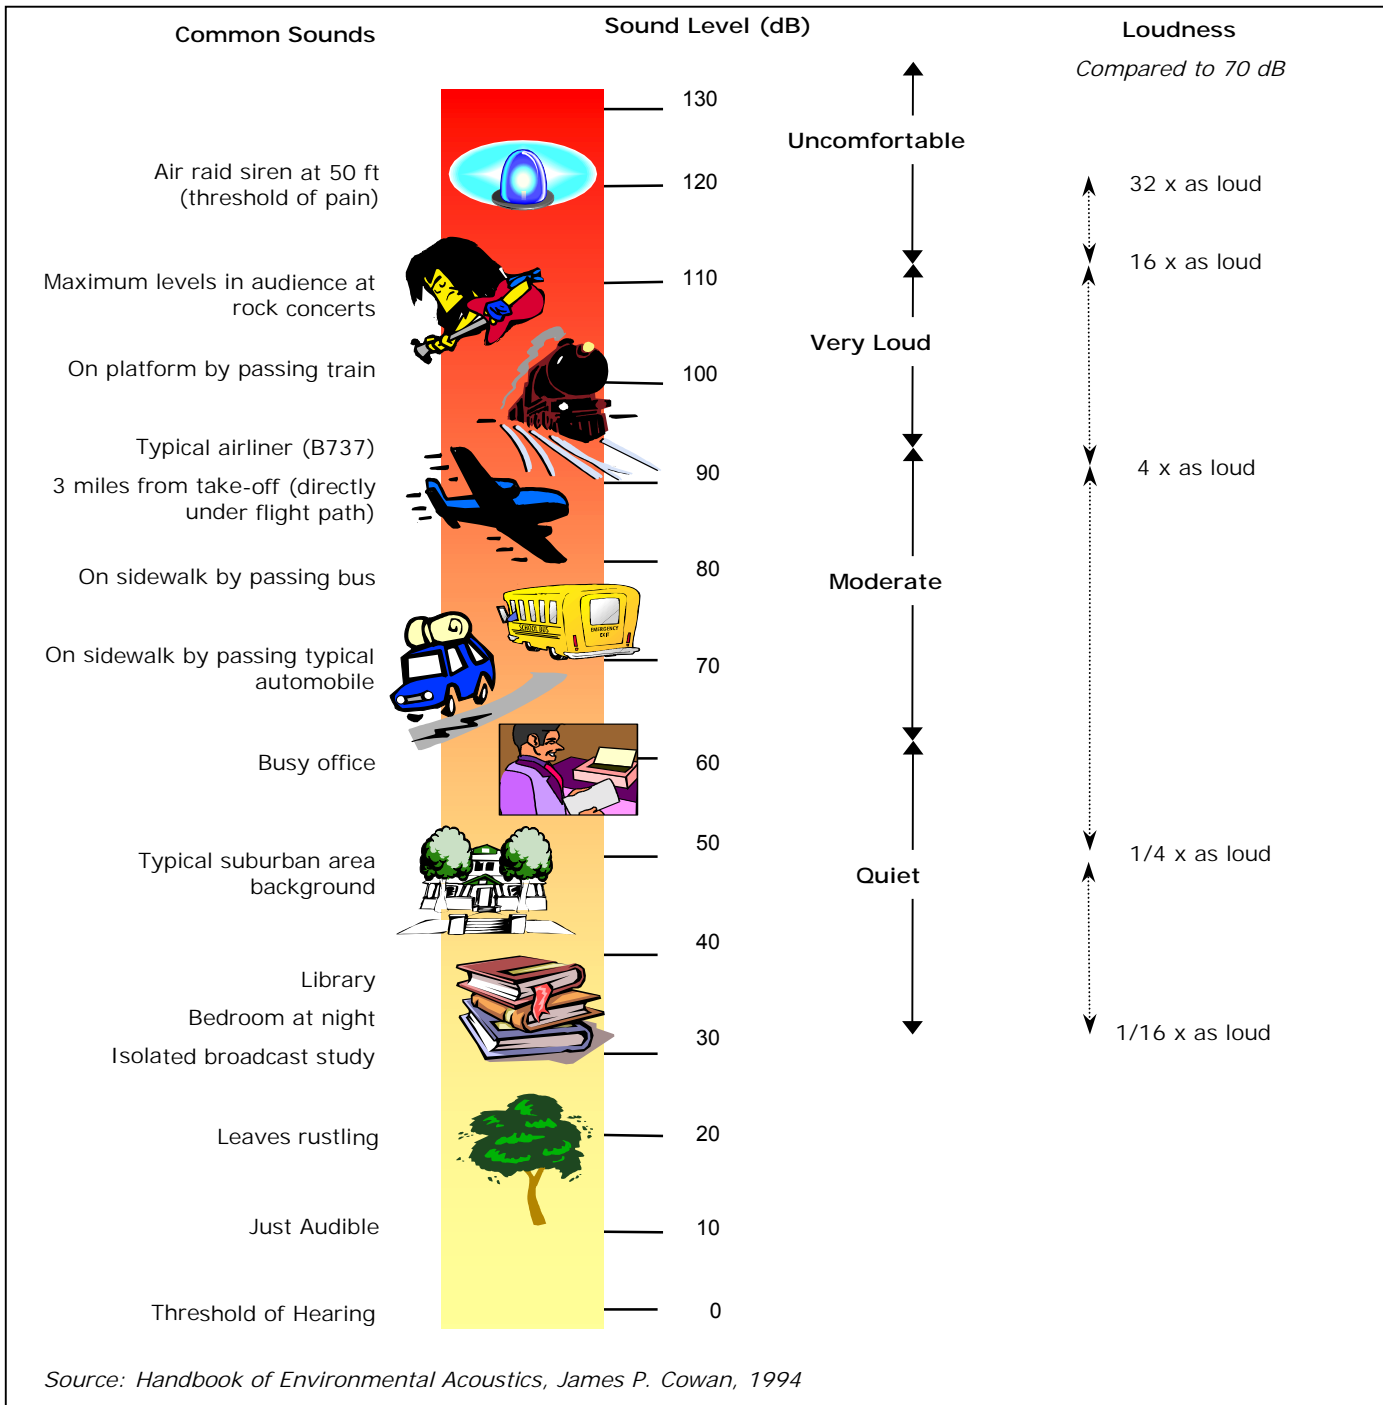 Common Sounds
Sound Level (dB)
Loudness
Compared to 70 dB
130
Uncomfortable
Air raid siren at 50 ft
(threshold of pain)
120
32 x as loud
16 x as loud
Maximum levels in audience at
rock concerts
110
Very Loud
On platform by passing train
100
Typical airliner (B737)
3 miles from take-off (directly
under flight path)
90
4 x as loud
On sidewalk by passing bus
80
Moderate
SCHOOL BUS
EMERGENCY
EXIT
On sidewalk by passing typical
automobile
70
Busy office
60
Typical suburban area
background
50
1/4 x as loud
Quiet
40
Library
Bedroom at night
Isolated broadcast study
30
1/16 x as loud
Leaves rustling
20
Just Audible
10
Threshold of Hearing
0
Source: Handbook of Environmental Acoustics, James P. Cowan, 1994